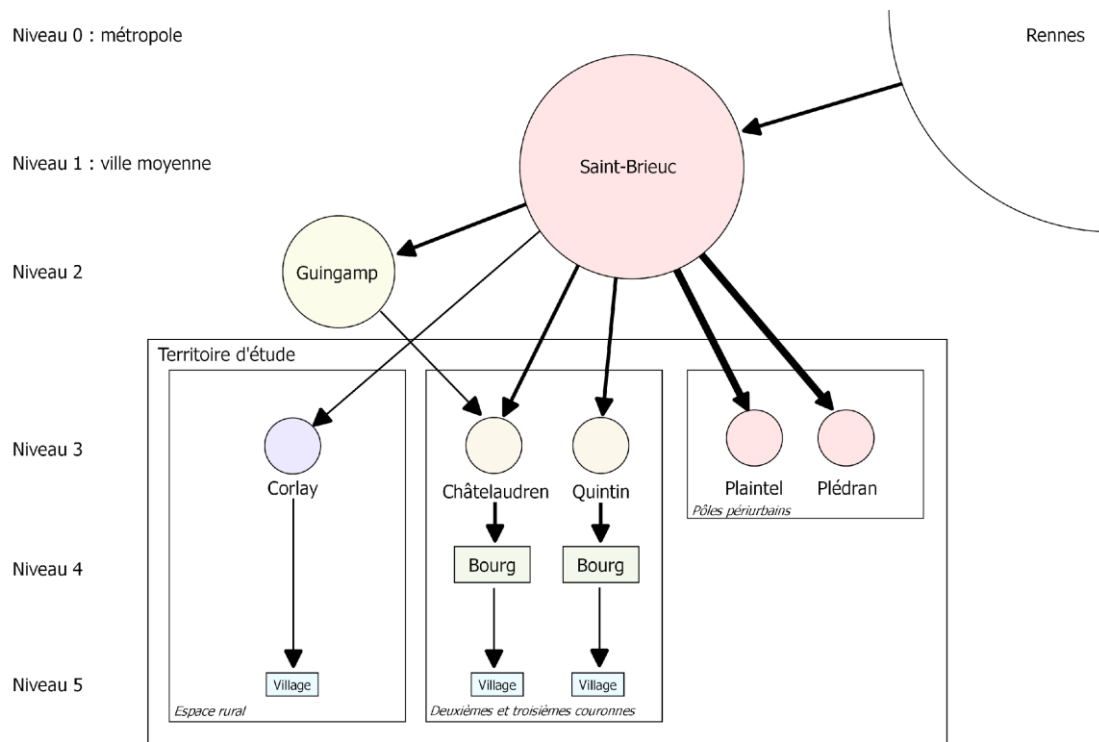 Niveau 0 : métropole
Rennes
Niveau 1 : ville moyenne
Saint-Brieuc
Niveau 2
Guingamp
Territoire d'étude
Niveau 3
Corlay
Châtelaudren
Quintin
Plaintel
Plédran
Pôles périurbains
Niveau 4
Bourg
Bourg
Niveau 5
Village
Village
Village
Espace rural
Deuxièmes et troisièmes couronnes